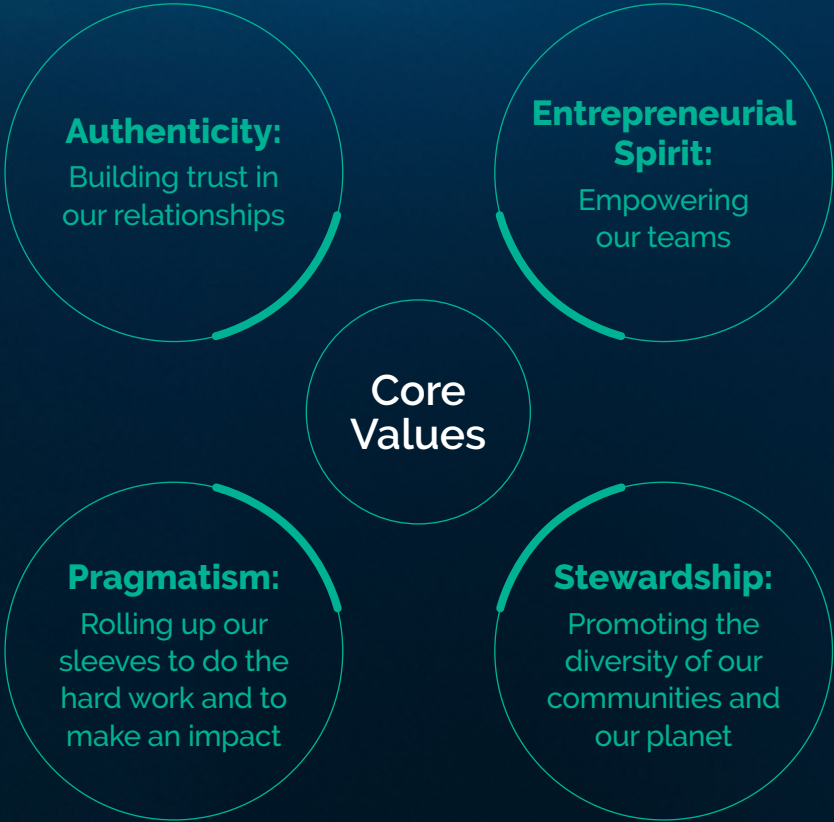 Authenticity:
Building trust in
our relationships
Entrepreneurial
Spirit:
Empowering
our teams
Core
Values
Pragmatism:
Rolling up our
sleeves to do the
hard work and to
make an impact
Stewardship:
Promoting the
diversity of our
communities and
our planet